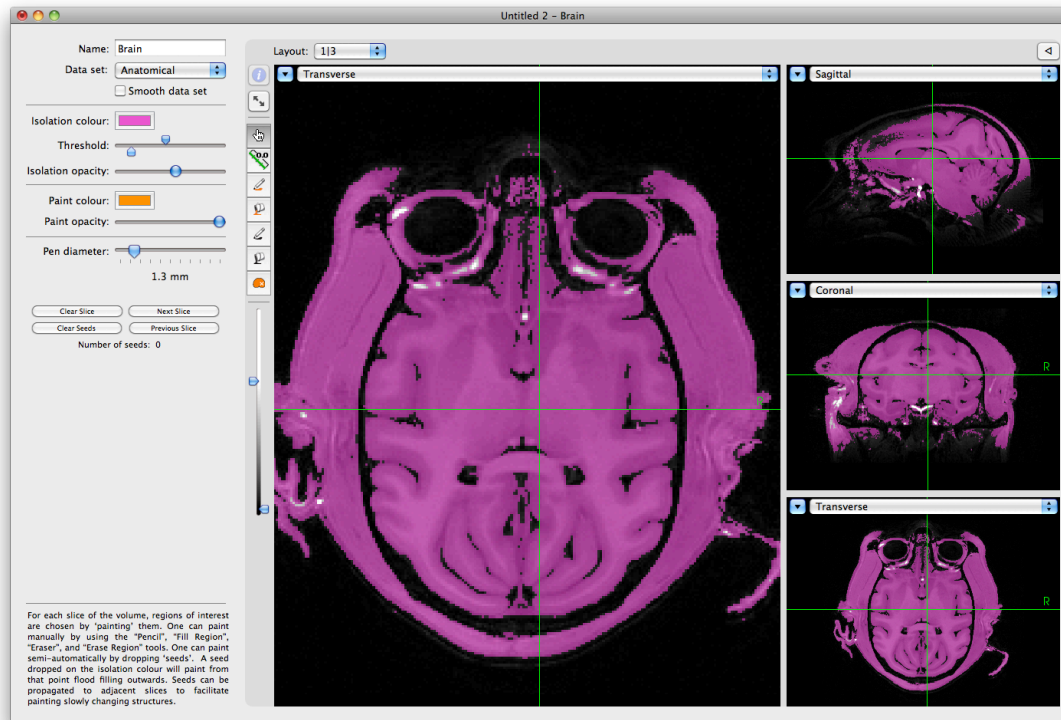 Untitled 2 – Brain
Name: Brain
Data set: Anatomical
Smooth data set
Isolation colour:
Threshold:
Isolation opacity:
Paint colour:
Paint opacity:
Pen diameter:
1.3 mm
Clear Slice
Next Slice
Clear Seeds
Previous Slice
Number of seeds: 0
For each slice of the volume, regions of interest
are chosen by 'painting' them. One can paint
manually by using the "Pencil", "Fill Region",
"Eraser", and "Erase Region" tools. One can paint
semi-automatically by dropping 'seeds'. A seed
dropped on the isolation colour will paint from
that point flood filling outwards. Seeds can be
propagated to adjacent slices to facilitate
painting slowly changing structures.
Layout: 1|3
Transverse
R
Sagittal
Coronal
R
Transverse
R